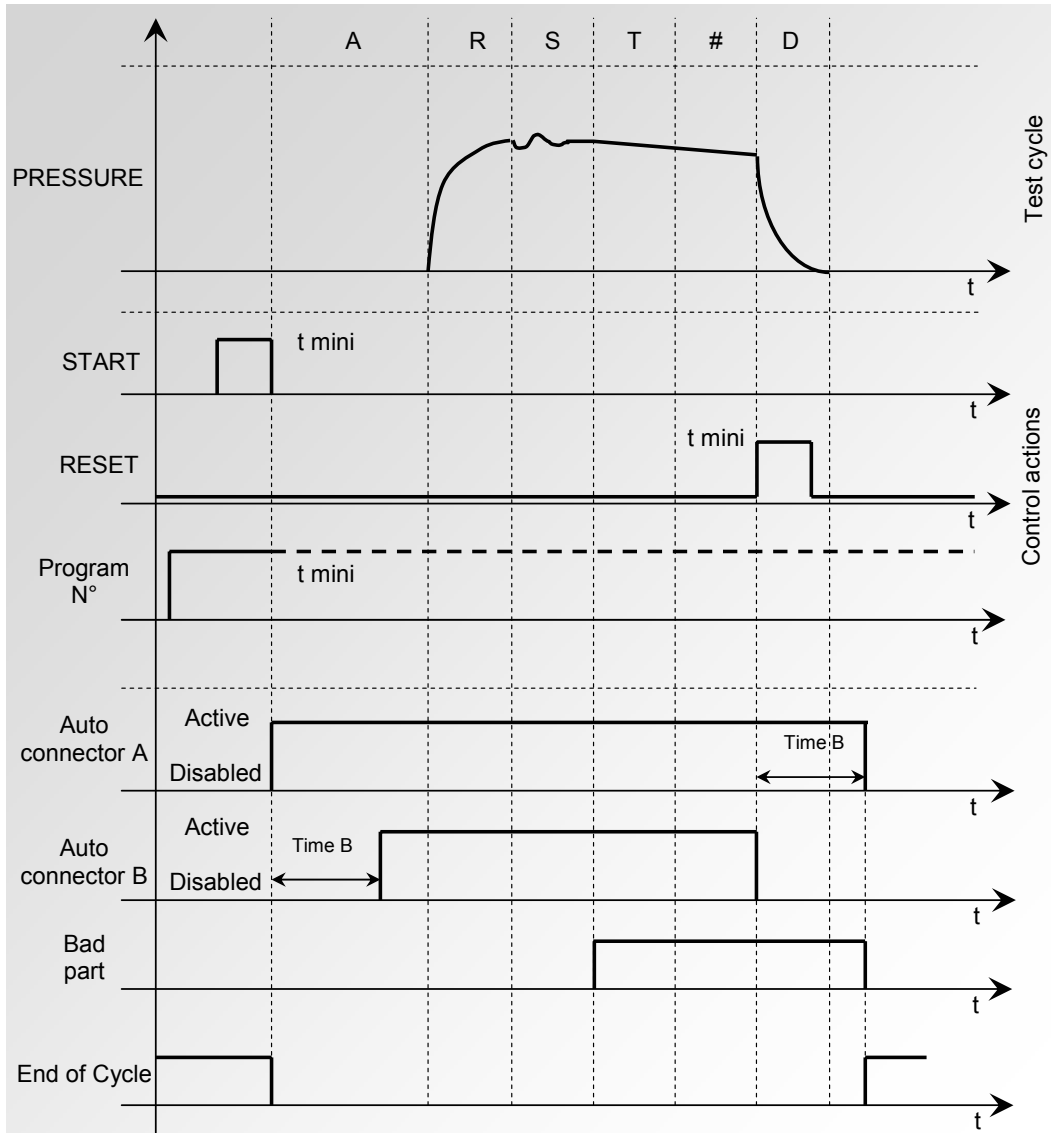 A R S T # D
PRESSURE
Test cycle
t
START
t mini
t
RESET
t mini
t
Control actions
Program
N°
t mini
t
Auto
connector A
Active
Disabled
Time B
t
Auto
connector B
Active
Disabled
Time B
t
Bad
part
t
End of Cycle
t